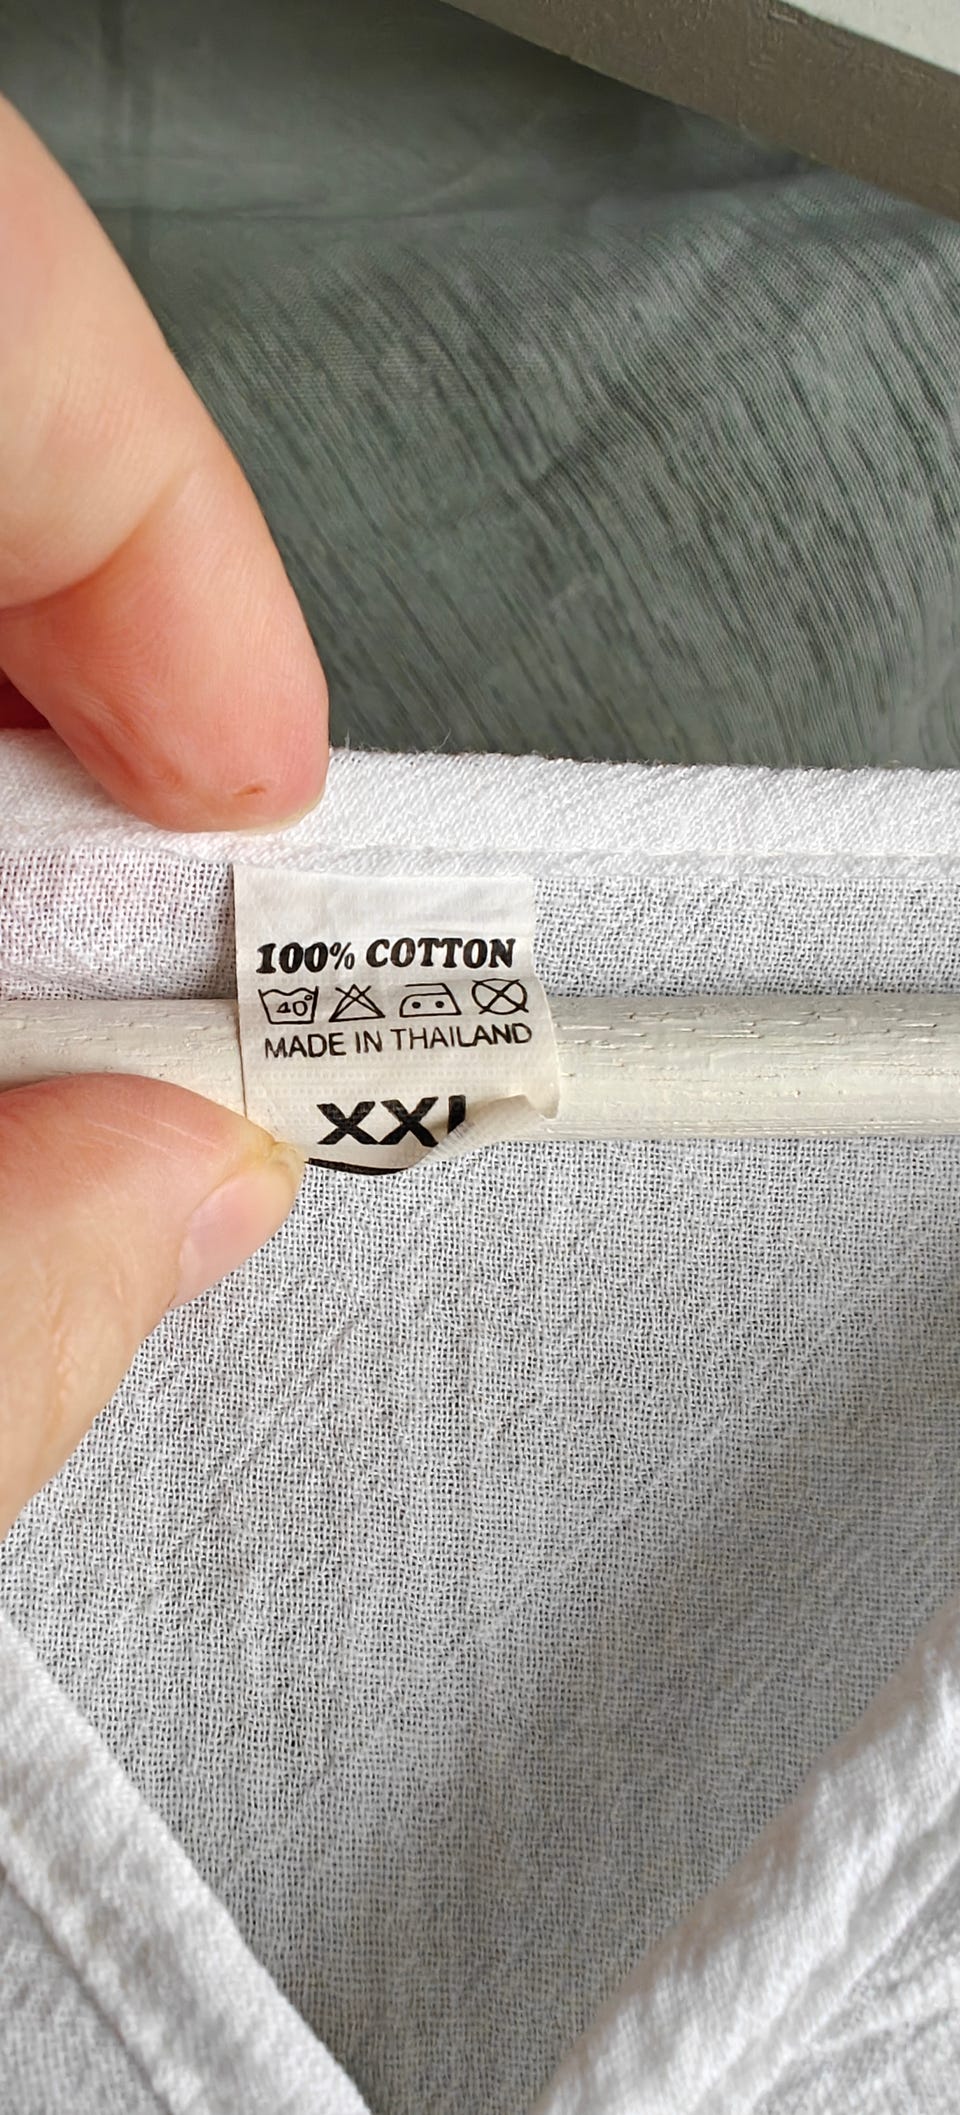 100% COTTON
40°
MADE IN THAILAND
XXL